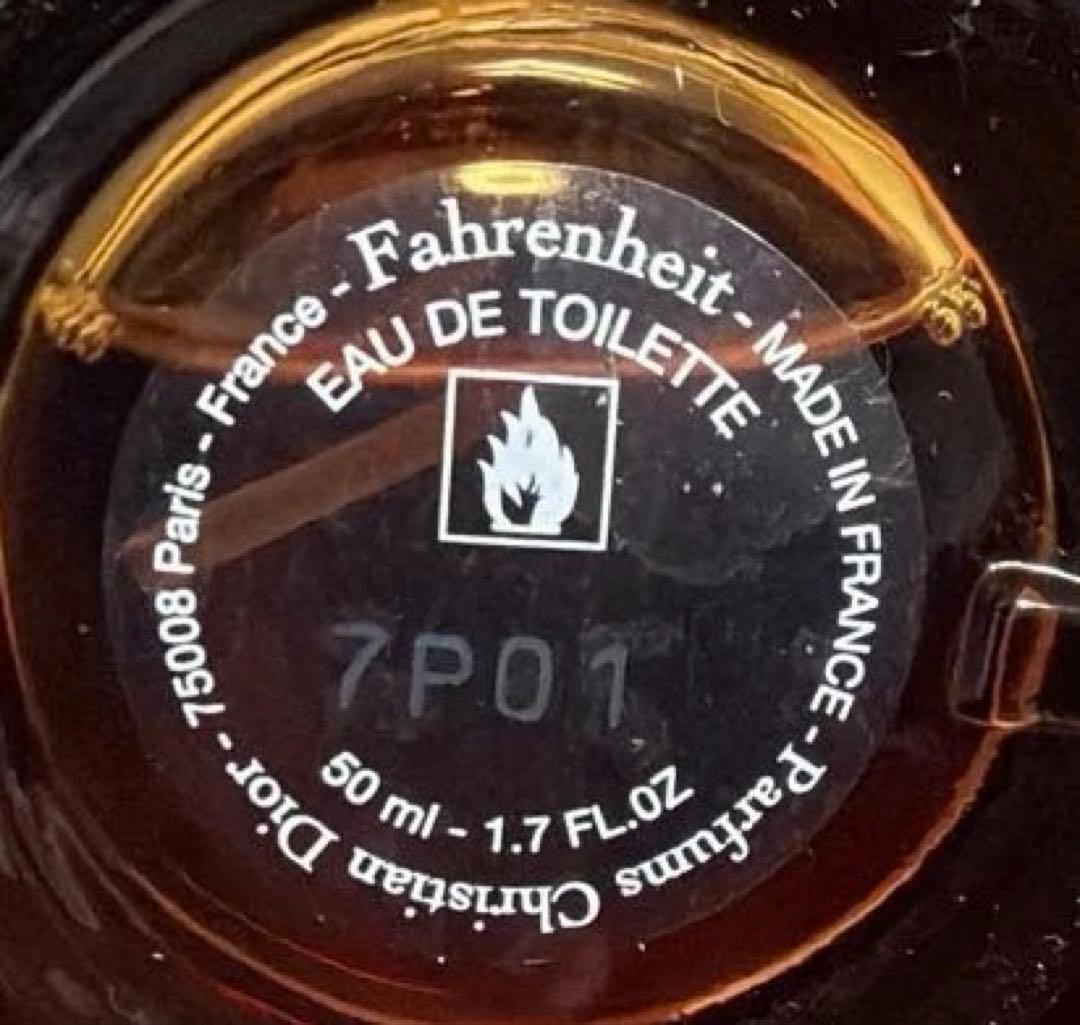 Fahrenheit - MADE IN FRANCE - Parfums Christian Dior - 75008 Paris - France -
EAU DE TOILETTE
7P01
50 ml - 1.7 FL.OZ